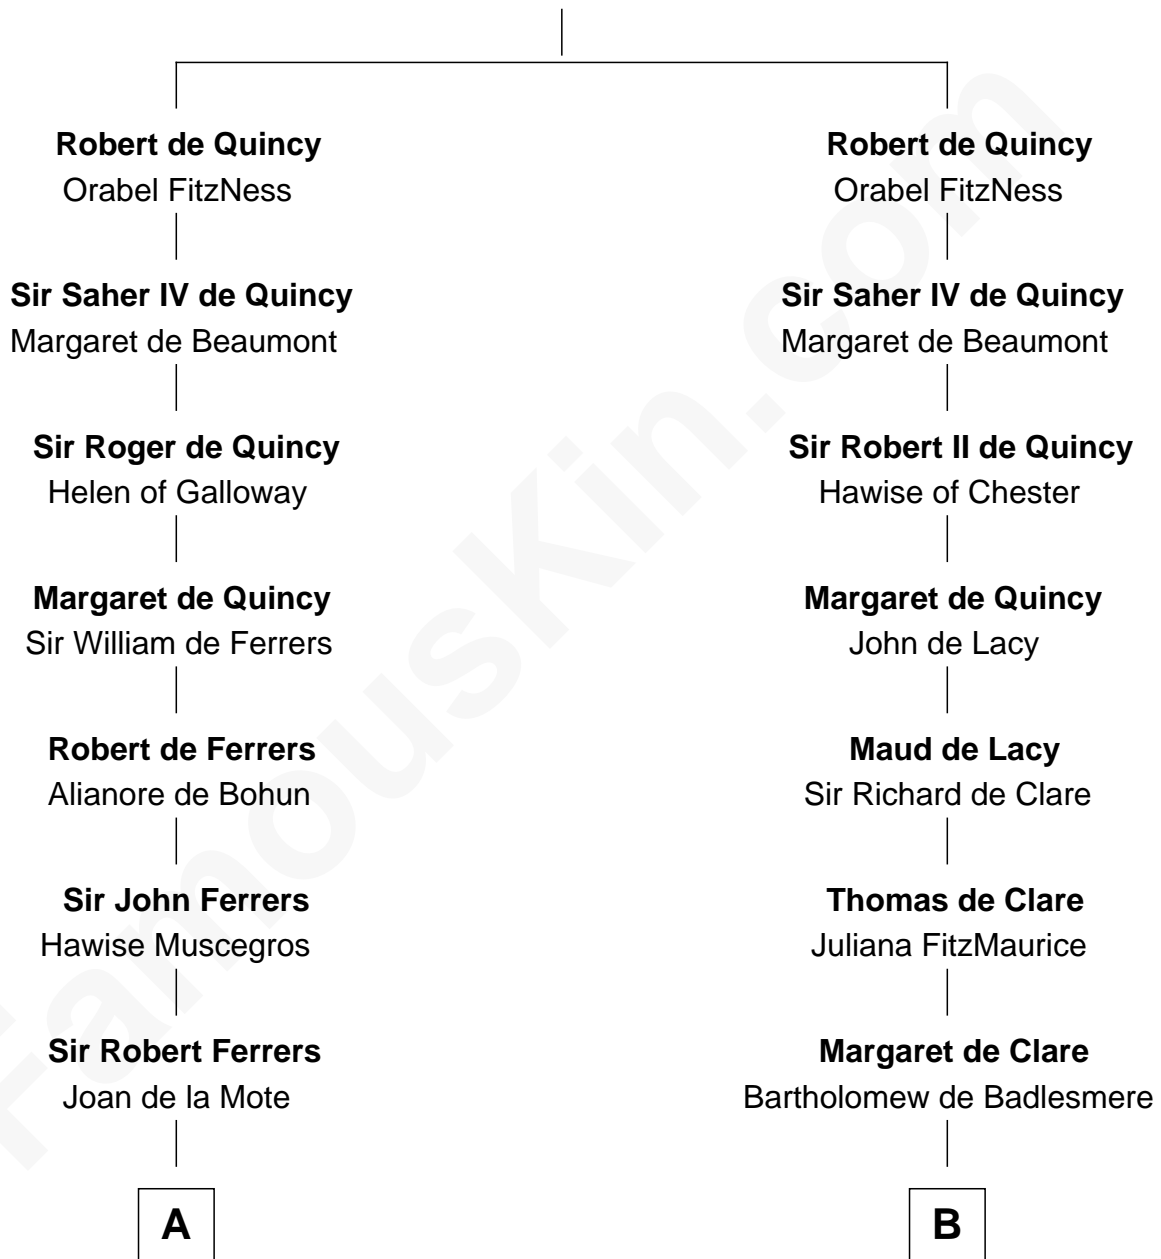 Robert de Quincy
Orabel FitzNess
Sir Saher IV de Quincy
Margaret de Beaumont
Sir Roger de Quincy
Helen of Galloway
Margaret de Quincy
Sir William de Ferrers
Robert de Ferrers
Alianore de Bohun
Sir John Ferrers
Hawise Muscegros
Sir Robert Ferrers
Joan de la Mote
A
Robert de Quincy
Orabel FitzNess
Sir Saher IV de Quincy
Margaret de Beaumont
Sir Robert II de Quincy
Hawise of Chester
Margaret de Quincy
John de Lacy
Maud de Lacy
Sir Richard de Clare
Thomas de Clare
Juliana FitzMaurice
Margaret de Clare
Bartholomew de Badlesmere
B
FamousKin.com